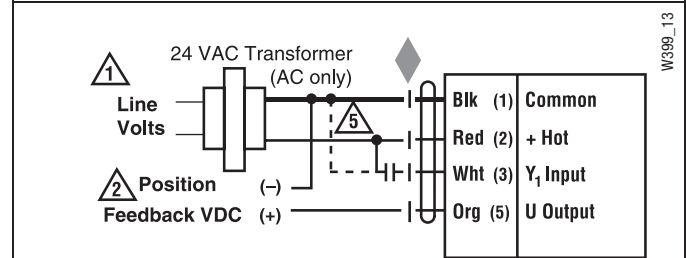 W399_13
24 VAC Transformer
(AC only)
1
Line
Volts
5
Blk (1) Common
Red (2) + Hot
Wht (3) Y1 Input
2 Position (–)
Feedback VDC (+)
Org (5) U Output